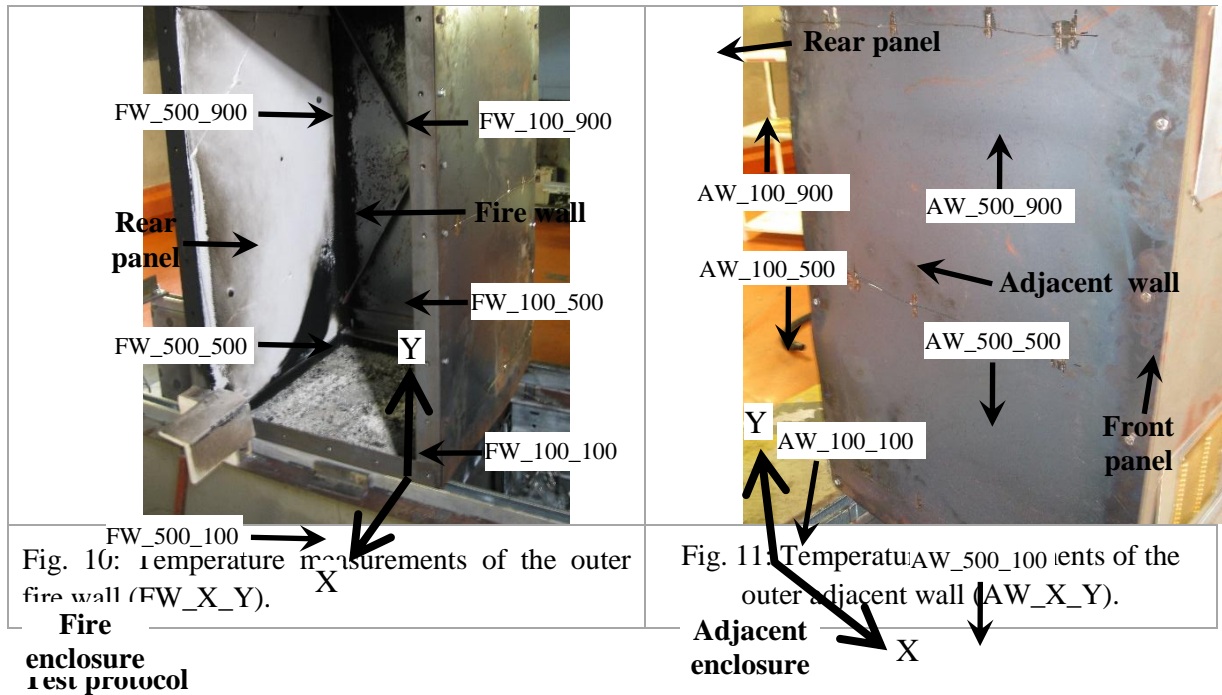 FW_500_900
FW_100_900
Rear
panel
Fire wall
FW_100_500
FW_500_500
Y
FW_100_100
FW_500_100
X
Fig. 10: Temperature measurements of the outer
fire wall (FW_X_Y).
Fire
enclosure
Test protocol
Rear panel
AW_100_900
AW_500_900
AW_100_500
Adjacent wall
AW_500_500
Y
AW_100_100
Front
panel
AW_500_100
Fig. 11: Temperatu ents of the
outer adjacent wall (AW_X_Y).
Adjacent
enclosure
X